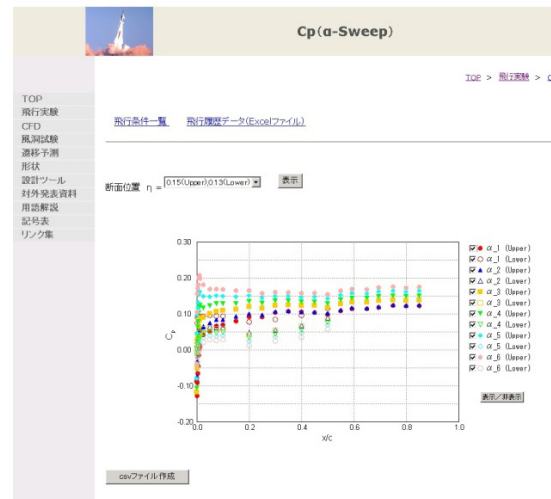 Cp(α-Sweep)
TOP > 飛行実験 >
TOP
飛行実験
CFD
風洞試験
遷移予測
形状
設計ツール
対外発表資料
用語解説
記号表
リンク集
飛行条件一覧 飛行履歴データ(Excelファイル)
断面位置 η = 0.15(Upper),0.13(Lower) 表示
0.30
0.20
0.10
0.00
-0.10
-0.20
Cp
0.0 0.2 0.4 0.6 0.8 1.0
x/c
α_1 (Upper)
α_1 (Lower)
α_2 (Upper)
α_2 (Lower)
α_3 (Upper)
α_3 (Lower)
α_4 (Upper)
α_4 (Lower)
α_5 (Upper)
α_5 (Lower)
α_6 (Upper)
α_6 (Lower)
表示/非表示
csvファイル作成